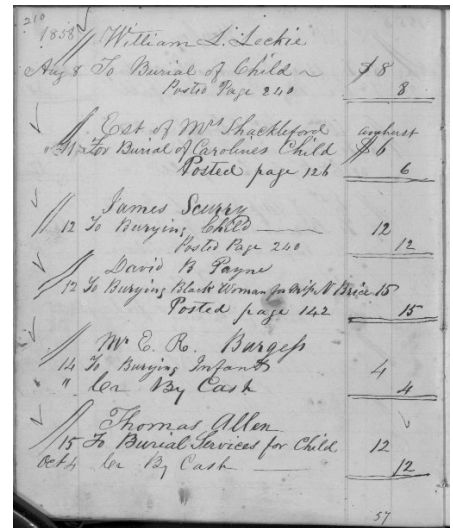 210
1858 William L. Leckie
Aug 8 To Burial of Child $8
Posted Page 240 8
Est of Mrs Shackleford amherst
11 For Burial of Carolines Child $6
Posted page 126 6
James Scurry
12 To Burying Child 12
Posted Page 240 12
David B Payne
12 To Burying Black Woman for N Brice 15
Posted page 142 15
Mr E. R. Burgess
14 To Burying Infant 4
" Cr By Cash 4
Thomas Allen
15 To Burial Services for Child 12
Oct 4 Cr By Cash 12
57